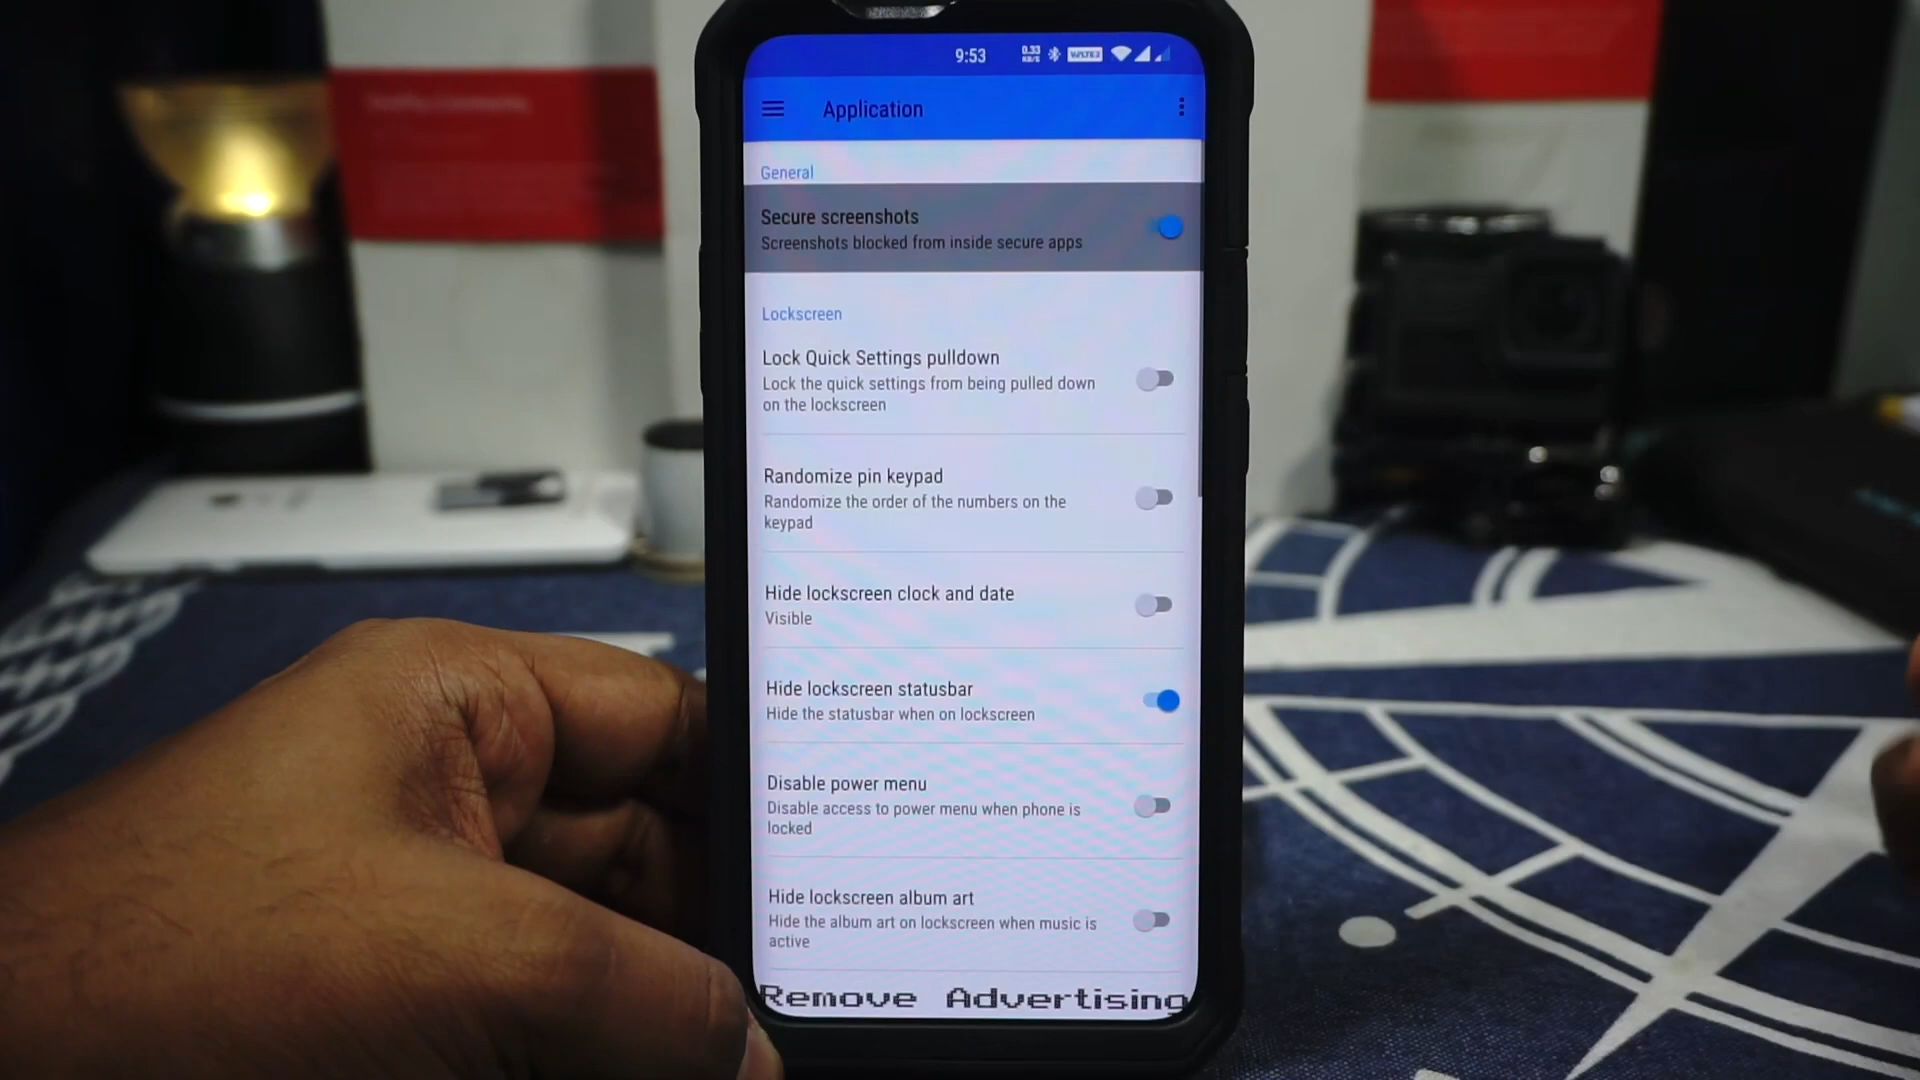 9:53
0.33
KB/S
VoLTE2
Application
General
Secure screenshots
Screenshots blocked from inside secure apps
Lockscreen
Lock Quick Settings pulldown
Lock the quick settings from being pulled down
on the lockscreen
Randomize pin keypad
Randomize the order of the numbers on the
keypad
Hide lockscreen clock and date
Visible
Hide lockscreen statusbar
Hide the statusbar when on lockscreen
Disable power menu
Disable access to power menu when phone is
locked
Hide lockscreen album art
Hide the album art on lockscreen when music is
active
Remove Advertising